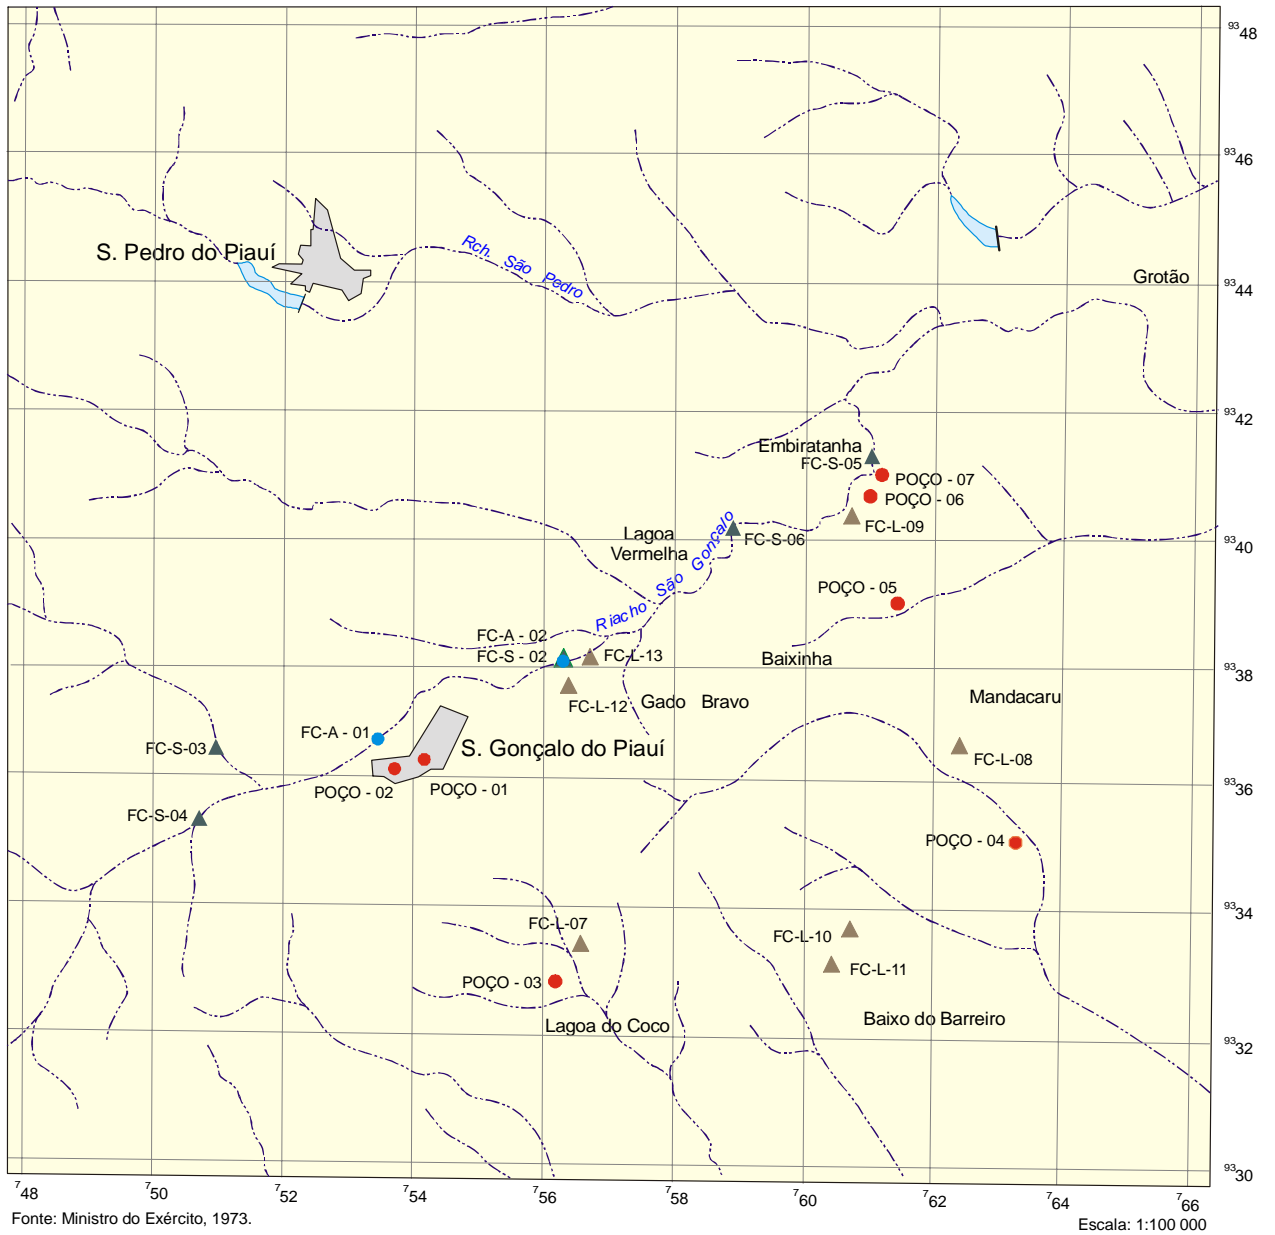 93 48
93 46
S. Pedro do Piauí
Rch. São Pedro
Grotão
93 44
93 42
Embiratanha
FC-S-05
POÇO - 07
POÇO - 06
FC-L-09
Lagoa
Vermelha
FC-S-06
93 40
Riacho São Gonçalo
POÇO - 05
FC-A - 02
FC-S - 02
FC-L-13
Baixinha
93 38
FC-L-12
Gado Bravo
Mandacaru
FC-A - 01
FC-S-03
S. Gonçalo do Piauí
FC-L-08
POÇO - 02
POÇO - 01
93 36
FC-S-04
POÇO - 04
93 34
FC-L-07
FC-L-10
FC-L-11
POÇO - 03
Lagoa do Coco
Baixo do Barreiro
93 32
93 30
7 48 7 50 7 52 7 54 7 56 7 58 7 60 7 62 7 64 7 66
Fonte: Ministro do Exército, 1973.
Escala: 1:100 000